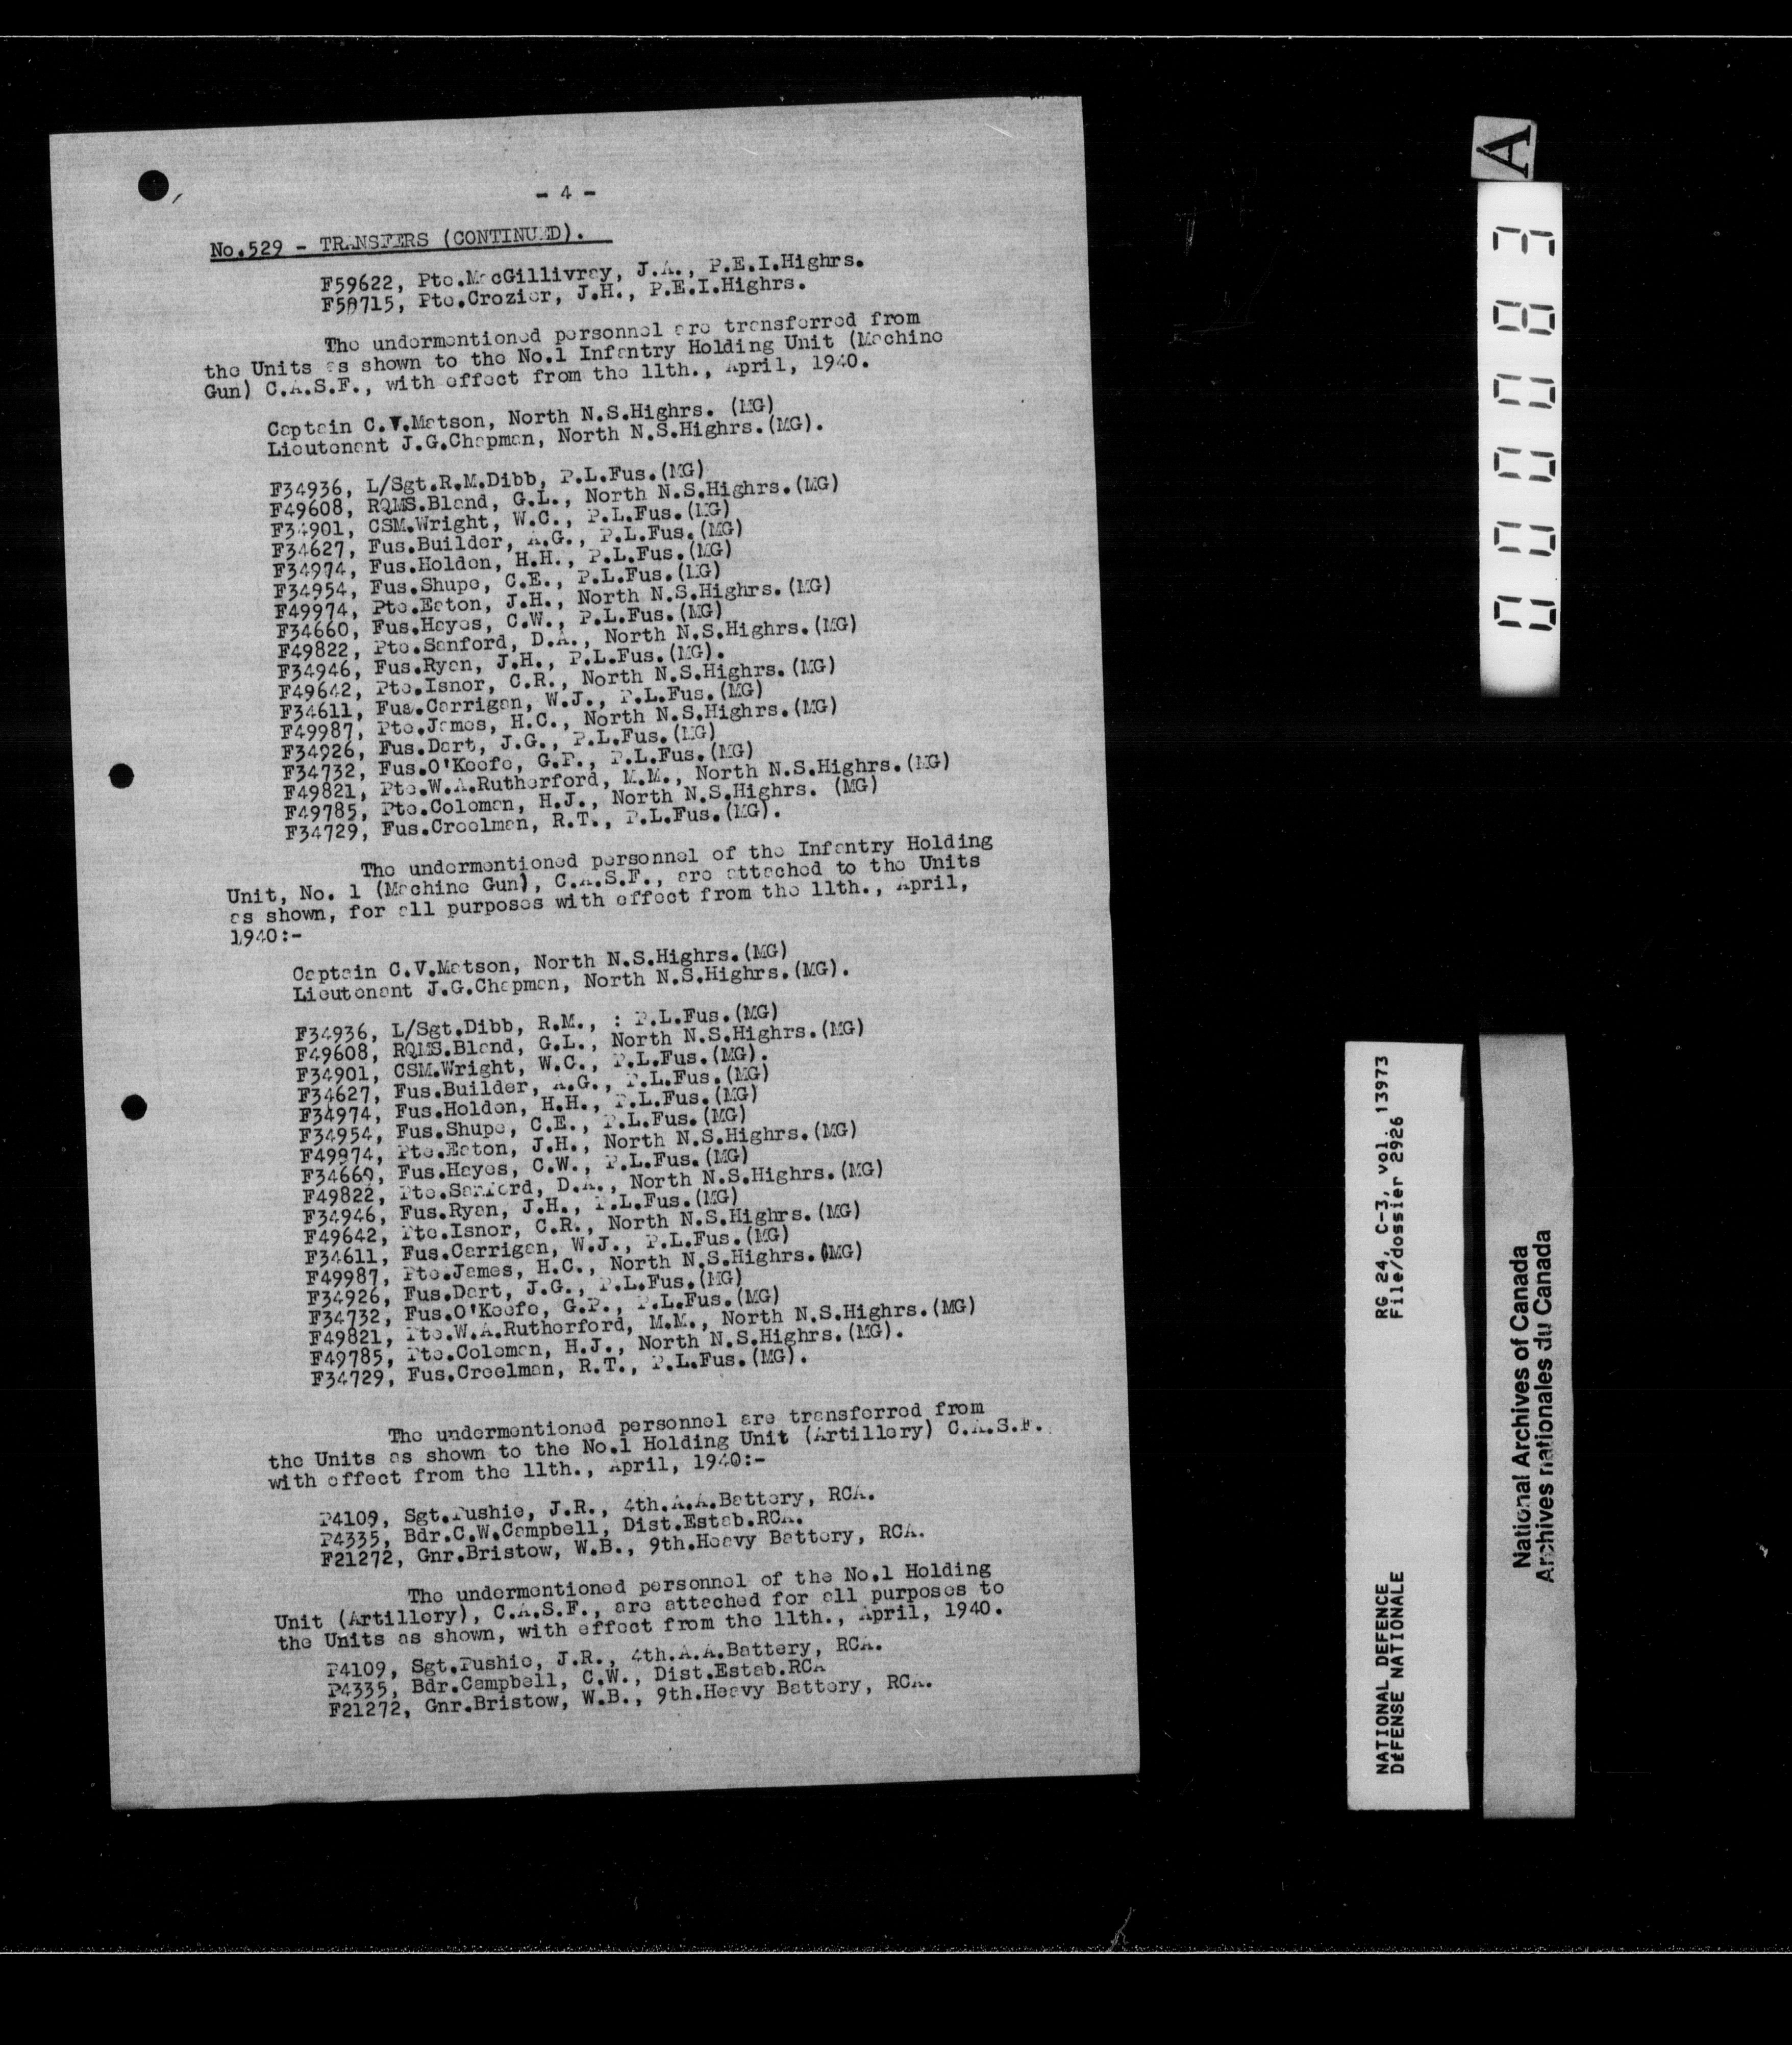 - 4 -
No.529 - TRANSFERS (CONTINUED).
F59622, Pte.MacGillivray, J.A., P.E.I.Highrs.
Pte.Crozier, J.H., P.E.I.Highrs.
The undermentioned personnel are transferred from
the Units as shown to the No.1 Infantry Holding Unit (Machine
Gun) C.A.S.F., with effect from the 11th., April, 1940.
Captain C.V.Matson, North N.S.Highrs. (MG)
Lieutenant J.G.Chapman, North N.S.Highrs.(MG).
F34936, L/Sgt.R.M.Dibb, P.L.Fus.(MG)
F49608, RQMS.Bland, G.L., North N.S.Highrs.(MG)
F34901, CSM.Wright, W.C., P.L.Fus.(MG)
F34627, Fus.Builder, A.G., P.L.Fus.(MG)
F34974, Fus.Holden, H.H., P.L.Fus.(MG)
F34954, Fus.Shupe, C.E., P.L.Fus.(MG)
F49974, Pte.Eaton, J.H., North N.S.Highrs.(MG)
F34660, Fus.Hayes, C.W., P.L.Fus.(MG)
F49822, Pte.Sanford, D.A., North N.S.Highrs.(MG)
F34946, Fus.Ryan, J.H., P.L.Fus.(MG).
F49642, Pte.Isnor, C.R., North N.S.Highrs.(MG)
F34611, Fus.Carrigan, W.J., P.L.Fus.(MG)
F49987, Pte.James, H.C., North N.S.Highrs.(MG)
F34926, Fus.Dart, J.G., P.L.Fus.(MG)
F34732, Fus.O'Keefe, G.P., P.L.Fus.(MG)
F49821, Pte.W.A.Rutherford, M.M., North N.S.Highrs.(MG)
F49785, Pte.Coleman, H.J., North N.S.Highrs. (MG)
F34729, Fus.Creelman, R.T., P.L.Fus.(MG).
The undermentioned personnel of the Infantry Holding
Unit, No. 1 (Machine Gun), C.A.S.F., are attached to the Units
as shown, for all purposes with effect from the 11th., April,
1940:-
Captain C.V.Matson, North N.S.Highrs.(MG)
Lieutenant J.G.Chapman, North N.S.Highrs.(MG).
F34936, L/Sgt.Dibb, R.M., : P.L.Fus.(MG)
F49608, RQMS.Bland, G.L., North N.S.Highrs.(MG)
F34901, CSM.Wright, W.C., P.L.Fus.(MG).
F34627, Fus.Builder, A.G., P.L.Fus.(MG)
F34974, Fus.Holden, H.H., P.L.Fus.(MG)
F34954, Fus.Shupe, C.E., P.L.Fus.(MG)
F49974, Pte.Eaton, J.H., North N.S.Highrs.(MG)
F34660, Fus.Hayes, C.W., P.L.Fus.(MG)
F49822, Pte.Sanford, D.A., North N.S.Highrs.(MG)
F34946, Fus.Ryan, J.H., P.L.Fus.(MG)
F49642, Pte.Isnor, C.R., North N.S.Highrs.(MG)
F34611, Fus.Carrigan, W.J., P.L.Fus.(MG)
F49987, Pte.James, H.C., North N.S.Highrs.(MG)
F34926, Fus.Dart, J.G., P.L.Fus.(MG)
F34732, Fus.O'Keefe, G.P., P.L.Fus.(MG)
F49821, Pte.W.A.Rutherford, M.M., North N.S.Highrs.(MG)
F49785, Pte.Coleman, H.J., North N.S.Highrs.(MG).
F34729, Fus.Creelman, R.T., P.L.Fus.(MG).
The undermentioned personnel are transferred from
the Units as shown to the No.1 Holding Unit (Artillery) C.A.S.F.
with effect from the 11th., April, 1940:-
P4109, Sgt.Pushie, J.R., 4th.A.A.Battery, RCA.
P4335, Bdr.C.W.Campbell, Dist.Estab.RCA.
F21272, Gnr.Bristow, W.B., 9th.Heavy Battery, RCA.
The undermentioned personnel of the No.1 Holding
Unit (Artillery), C.A.S.F., are attached for all purposes to
the Units as shown, with effect from the 11th., April, 1940.
P4109, Sgt.Pushie, J.R., 4th.A.A.Battery, RCA.
P4335, Bdr.Campbell, C.W., Dist.Estab.RCA
F21272, Gnr.Bristow, W.B., 9th.Heavy Battery, RCA.
000083 A
NATIONAL DEFENCE RG 24, C-3, vol. 13973
DÉFENSE NATIONALE File/dossier 2926
National Archives of Canada
Archives nationales du Canada